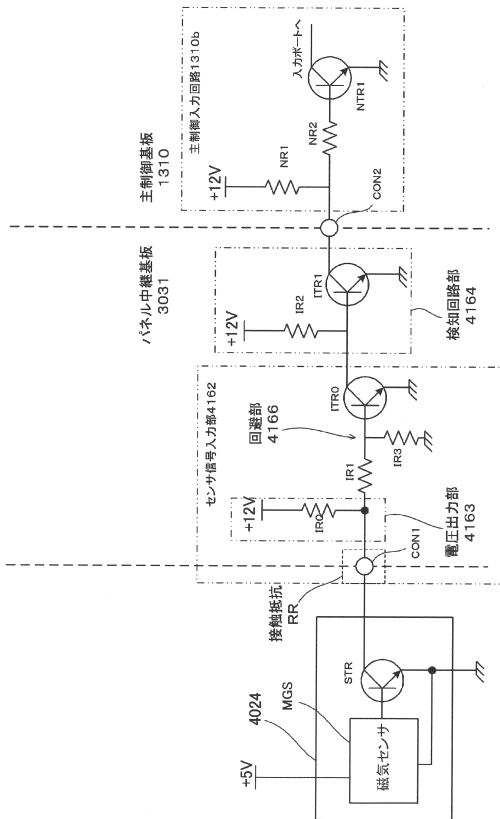 主制御基板
1310
主制御入力回路1310b
+12V
NR1
NR2
入力ポートへ
NTR1
CON2
パネル中継基板
3031
+12V
IR2
ITR1
検知回路部
4164
センサ信号入力部4162
回避部
4166
ITR0
IR1
IR3
+12V
IR0
電圧出力部
4163
CON1
接触抵抗
RR
STR
4024
MGS
磁気センサ
+5V